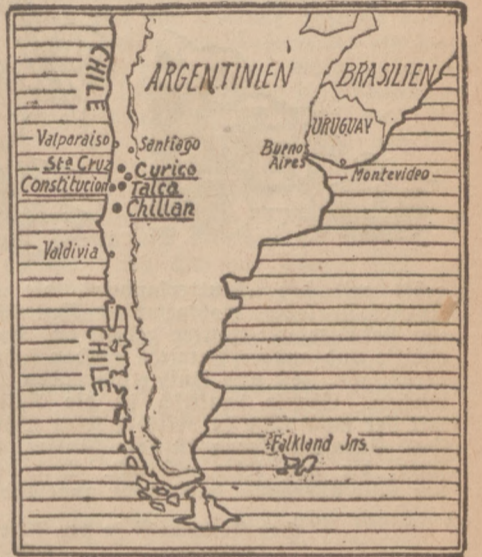 CHILE
ARGENTINIEN
BRASILIEN
URUGUAY
Valparaiso
Santiago
Buenos
Aires
Montevideo
Sta Cruz
Curico
Constitucion
Talca
Chillan
Valdivia
CHILE
Falkland Jns.